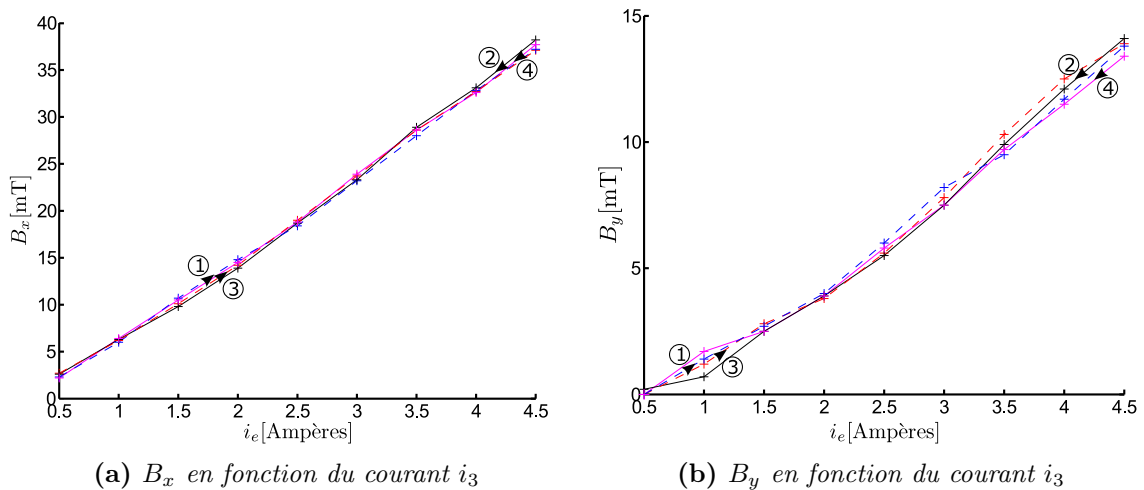 40
35
30
25
20
15
10
5
0
B_x[mT]
① ② ③ ④
0.5 1 1.5 2 2.5 3 3.5 4 4.5
i_e[Ampères]
(a) B_x en fonction du courant i_3
15
10
5
0
B_y[mT]
① ② ③ ④
0.5 1 1.5 2 2.5 3 3.5 4 4.5
i_e[Ampères]
(b) B_y en fonction du courant i_3